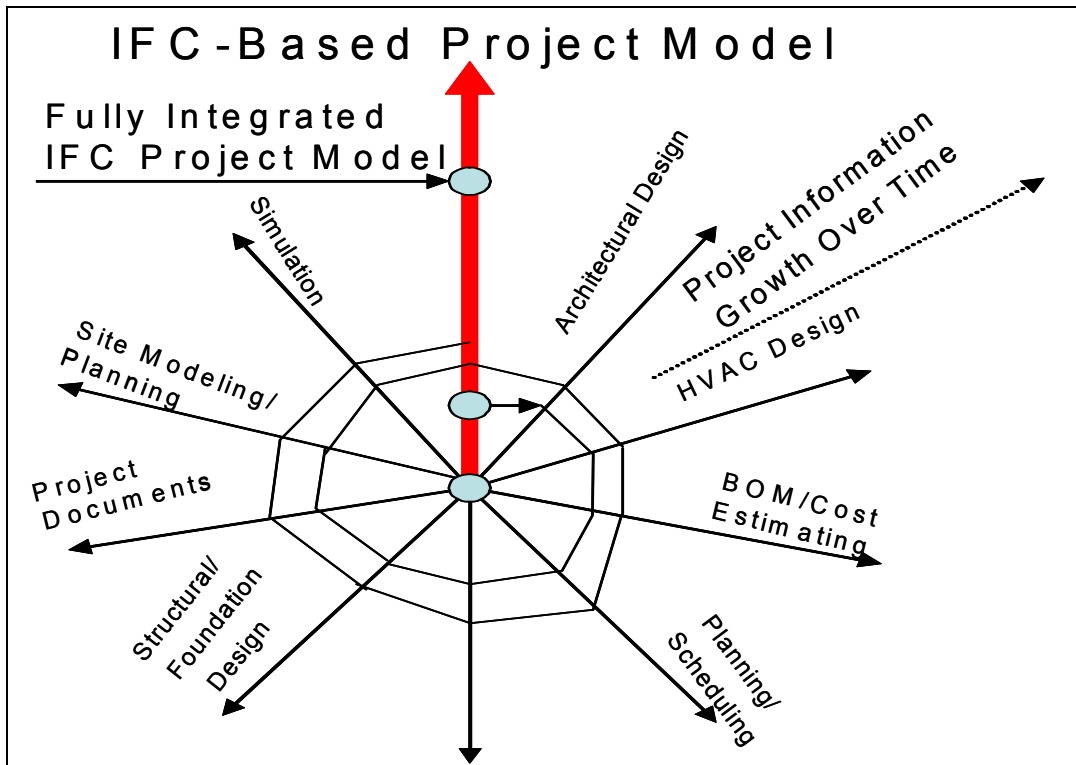 IFC-Based Project Model
Fully Integrated
IFC Project Model
Simulation
Architectural Design
Project Information
Growth Over Time
HVAC Design
Site Modeling/
Planning
Project
Documents
BOM/Cost
Estimating
Structural/
Foundation
Design
Planning/
Scheduling